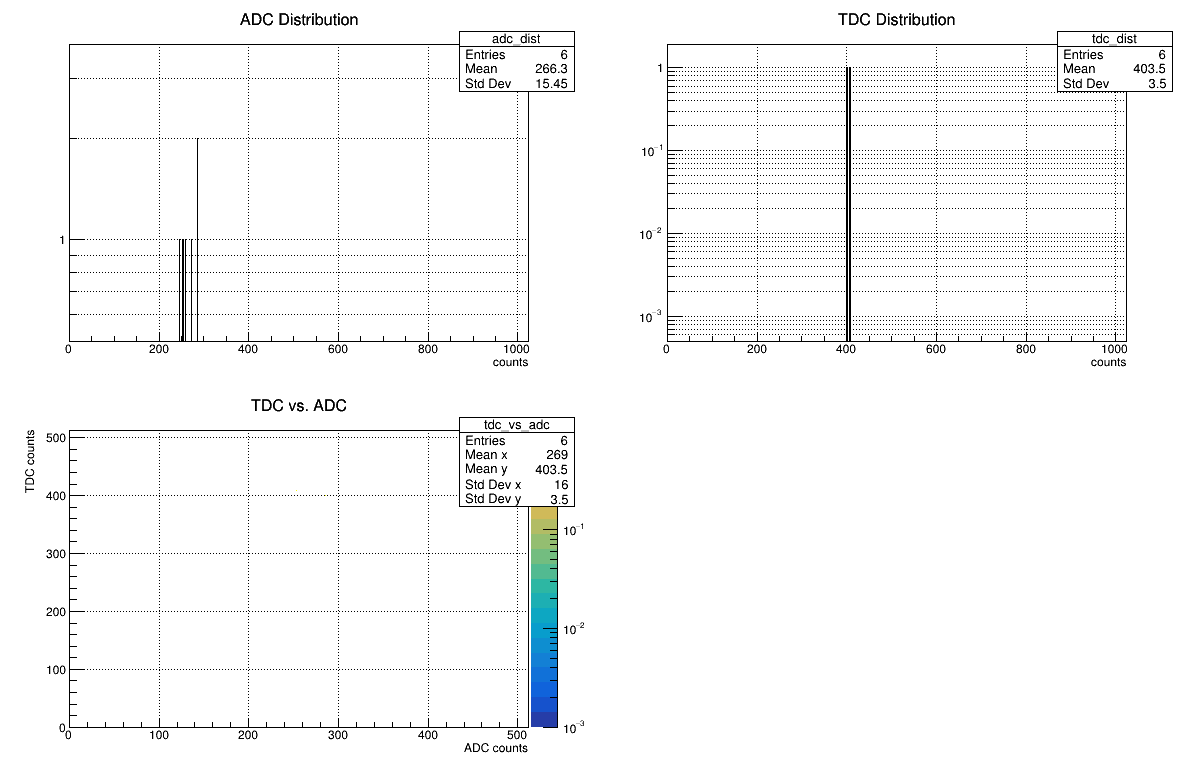 ADC Distribution
adc_dist
Entries 6
Mean 266.3
Std Dev 15.45
1
0 200 400 600 800 1000
counts
TDC Distribution
tdc_dist
Entries 6
Mean 403.5
Std Dev 3.5
1
10⁻¹
10⁻²
10⁻³
0 200 400 600 800 1000
counts
TDC vs. ADC
tdc_vs_adc
Entries 6
Mean x 269
Mean y 403.5
Std Dev x 16
Std Dev y 3.5
TDC counts
500
400
300
200
100
0
0 100 200 300 400 500
ADC counts
10⁻¹
10⁻²
10⁻³